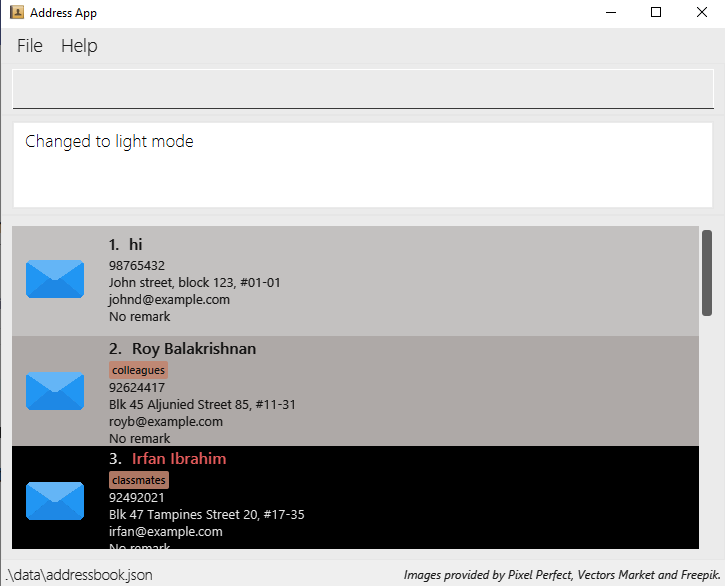 Address App
File Help
Changed to light mode
1. hi
98765432
John street, block 123, #01-01
johnd@example.com
No remark
2. Roy Balakrishnan
colleagues
92624417
Blk 45 Aljunied Street 85, #11-31
royb@example.com
No remark
3. Irfan Ibrahim
classmates
92492021
Blk 47 Tampines Street 20, #17-35
irfan@example.com
No remark
.\data\addressbook.json
Images provided by Pixel Perfect, Vectors Market and Freepik.